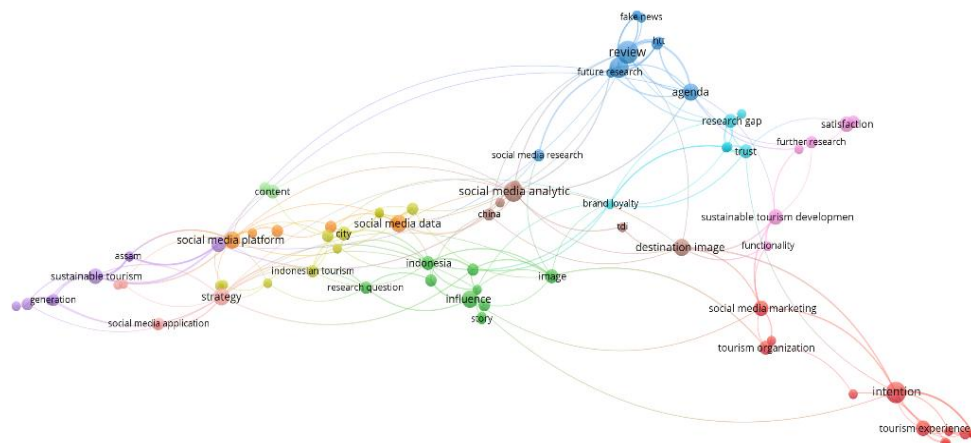 fake news
htt
review
future research
agenda
research gap
satisfaction
further research
trust
social media research
content
social media analytic
brand loyalty
china
sustainable tourism developmen
social media data
tdi
city
social media platform
destination image
functionality
assam
indonesia
sustainable tourism
indonesian tourism
image
research question
strategy
generation
influence
social media marketing
story
social media application
tourism organization
intention
tourism experience